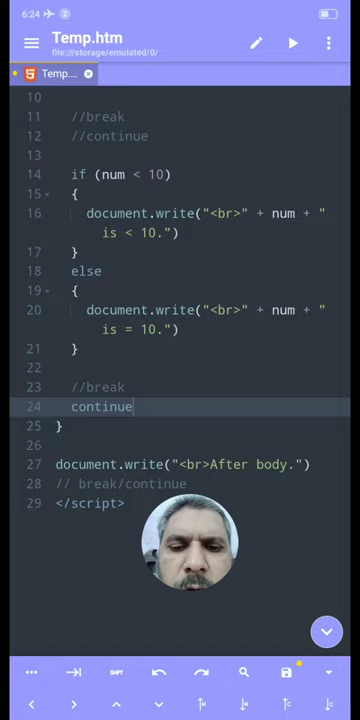 6:24 2
Temp.htm
file:///storage/emulated/0/
Temp....
10
11 //break
12 //continue
13
14 if (num < 10)
15 {
16 document.write("<br>" + num + "
is < 10.")
17 }
18 else
19 {
20 document.write("<br>" + num + "
is = 10.")
21 }
22
23 //break
24 continue
25 }
26
27 document.write("<br>After body.")
28 // break/continue
29 </script>
SHFT